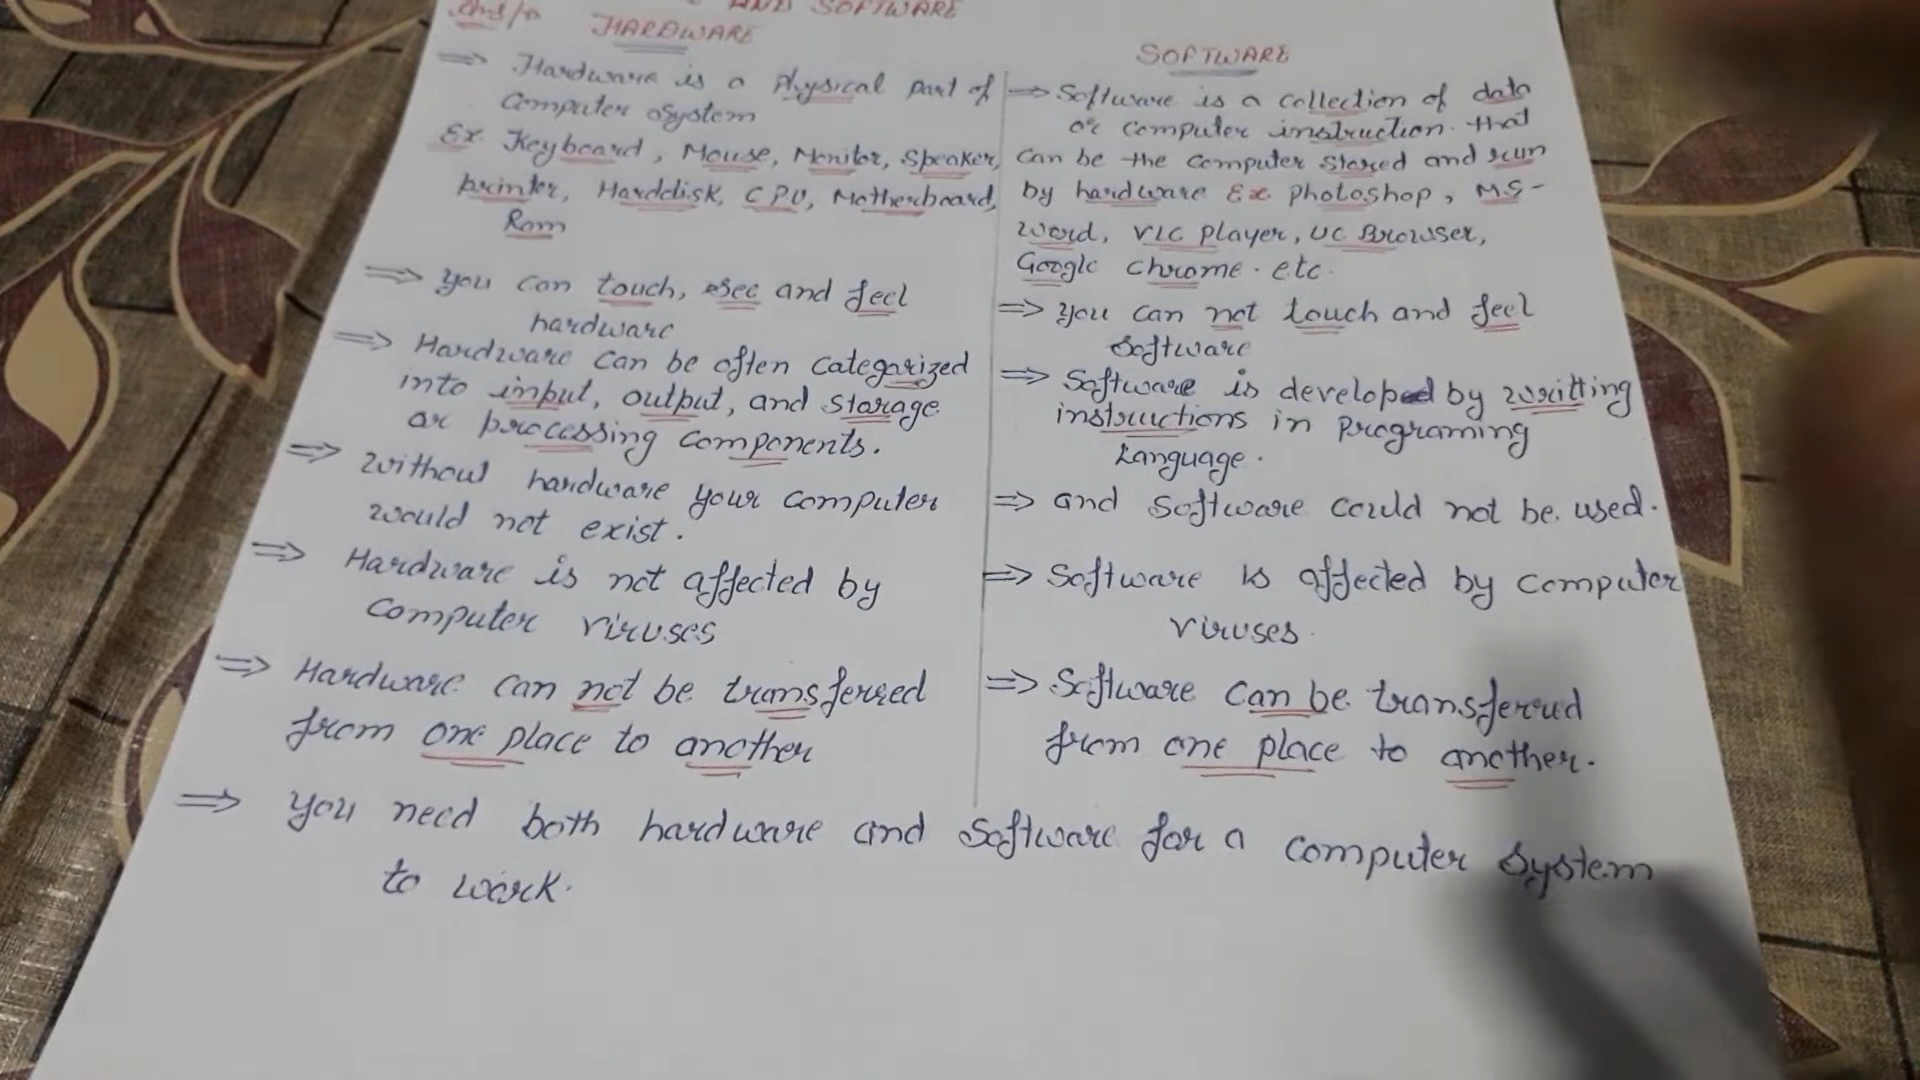 AND SOFTWARE
Ans/n
HARDWARE
⇒ Hardware is a Physical part of
Computer System
Ex. Keyboard, Mouse, Monitor, Speaker,
printer, Harddisk, CPU, Motherboard,
Ram
⇒ you can touch, See and feel
hardware
⇒ Hardware can be often categarized
into input, output, and storage
or processing components.
⇒ without hardware your computer
would not exist.
⇒ Hardware is not affected by
computer viruses
⇒ Hardware can not be transferred
from one place to another
SOFTWARE
⇒ Software is a collection of data
or computer instruction. that
can be the computer stored and run
by hardware Ex photoshop, MS-
word, VLC player, UC Browser,
Google chrome. etc.
⇒ you can not touch and feel
Software
⇒ Software is developed by writting
instructions in Programing
Language.
⇒ and software could not be used.
⇒ Software is affected by computer
viruses.
⇒ Software can be transferred
from one place to another.
⇒ you need both hardware and Software for a computer System
to work.